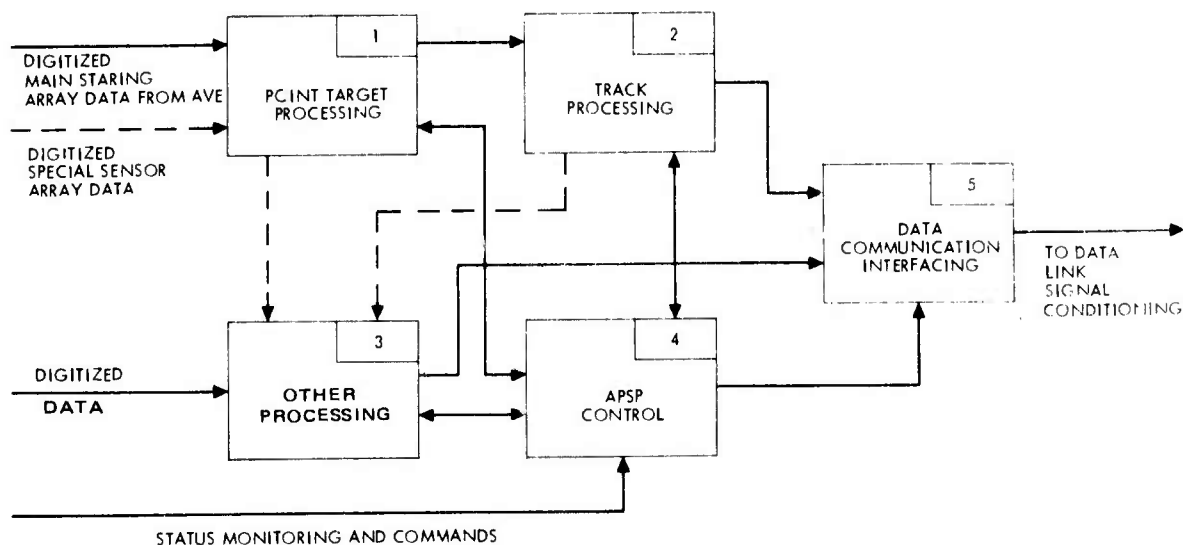 1
DIGITIZED
MAIN STARING
ARRAY DATA FROM AVE
PCINT TARGET
PROCESSING
2
TRACK
PROCESSING
DIGITIZED
SPECIAL SENSOR
ARRAY DATA
5
DATA
COMMUNICATION
INTERFACING
TO DATA
LINK
SIGNAL
CONDITIONING
3
DIGITIZED
DATA
OTHER
PROCESSING
4
APSP
CONTROL
STATUS MONITORING AND COMMANDS